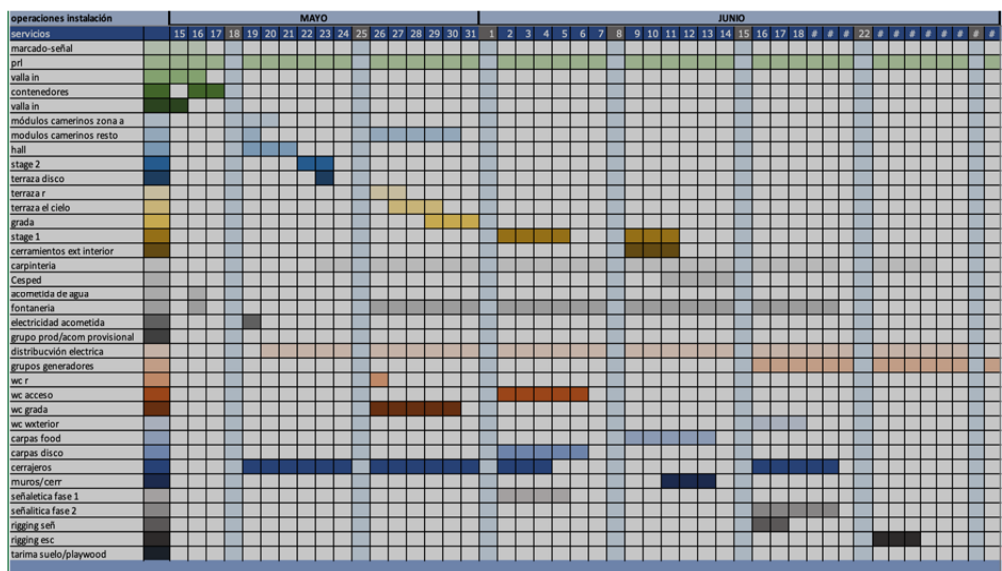 operaciones instalación MAYO JUNIO
servicios 15 16 17 18 19 20 21 22 23 24 25 26 27 28 29 30 31 1 2 3 4 5 6 7 8 9 10 11 12 13 14 15 16 17 18 # # # 22 # # # # # # #
marcado-señal
prl
valla in
contenedores
valla in
módulos camerinos zona a
modulos camerinos resto
hall
stage 2
terraza disco
terraza r
terraza el cielo
grada
stage 1
cerramientos ext interior
carpinteria
Cesped
acometida de agua
fontaneria
electricidad acometida
grupo prod/acom provisional
distribucvión electrica
grupos generadores
wc r
wc acceso
wc grada
wc wxterior
carpas food
carpas disco
cerrajeros
muros/cerr
señaletica fase 1
señalitica fase 2
rigging señ
rigging esc
tarima suelo/playwood